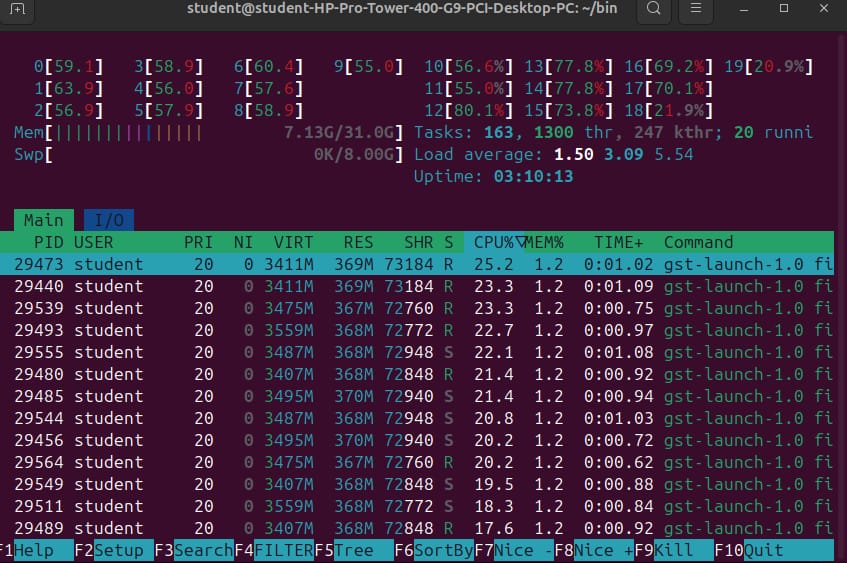 student@student-HP-Pro-Tower-400-G9-PCI-Desktop-PC: ~/bin
0[59.1] 3[58.9] 6[60.4] 9[55.0] 10[56.6%] 13[77.8%] 16[69.2%] 19[20.9%]
1[63.9] 4[56.0] 7[57.6] 11[55.0%] 14[77.8%] 17[70.1%]
2[56.9] 5[57.9] 8[58.9] 12[80.1%] 15[73.8%] 18[21.9%]
Mem[||||||||||||||| 7.13G/31.0G] Tasks: 163, 1300 thr, 247 kthr; 20 runni
Swp[ 0K/8.00G] Load average: 1.50 3.09 5.54
Uptime: 03:10:13
Main I/O
PID USER PRI NI VIRT RES SHR S CPU%▽MEM% TIME+ Command
29473 student 20 0 3411M 369M 73184 R 25.2 1.2 0:01.02 gst-launch-1.0 fi
29440 student 20 0 3411M 369M 73184 R 23.3 1.2 0:01.09 gst-launch-1.0 fi
29539 student 20 0 3475M 367M 72760 R 23.3 1.2 0:00.75 gst-launch-1.0 fi
29493 student 20 0 3559M 368M 72772 R 22.7 1.2 0:00.97 gst-launch-1.0 fi
29555 student 20 0 3487M 368M 72948 S 22.1 1.2 0:01.08 gst-launch-1.0 fi
29480 student 20 0 3407M 368M 72848 R 21.4 1.2 0:00.92 gst-launch-1.0 fi
29485 student 20 0 3495M 370M 72940 S 21.4 1.2 0:00.94 gst-launch-1.0 fi
29544 student 20 0 3487M 368M 72948 S 20.8 1.2 0:01.03 gst-launch-1.0 fi
29456 student 20 0 3495M 370M 72940 S 20.2 1.2 0:00.72 gst-launch-1.0 fi
29564 student 20 0 3475M 367M 72760 R 20.2 1.2 0:00.62 gst-launch-1.0 fi
29549 student 20 0 3487M 368M 72948 S 19.5 1.2 0:00.88 gst-launch-1.0 fi
29511 student 20 0 3559M 368M 72772 S 18.3 1.2 0:00.84 gst-launch-1.0 fi
29489 student 20 0 3407M 368M 72848 R 17.6 1.2 0:00.92 gst-launch-1.0 fi
F1Help F2Setup F3SearchF4FILTERF5Tree F6SortByF7Nice -F8Nice +F9Kill F10Quit